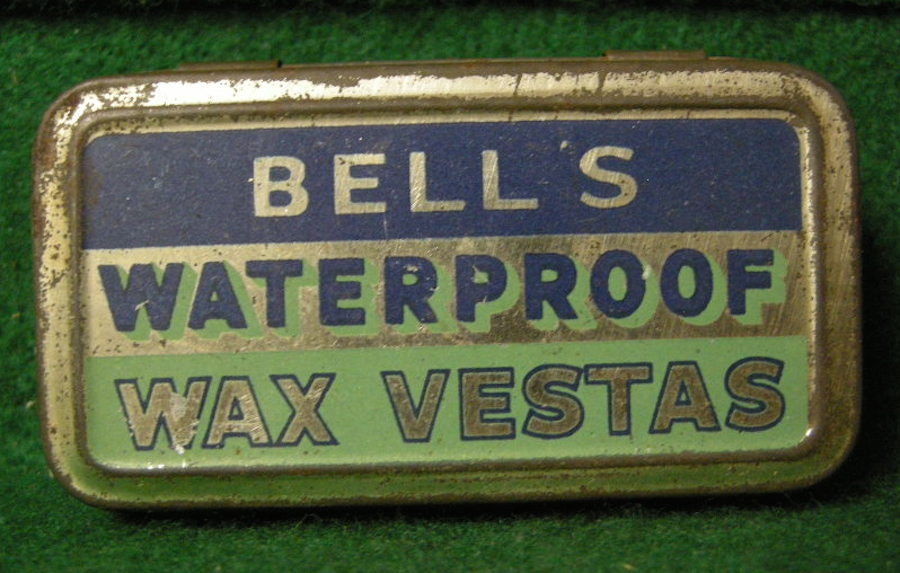 BELL'S
WATERPROOF
WAX VESTAS